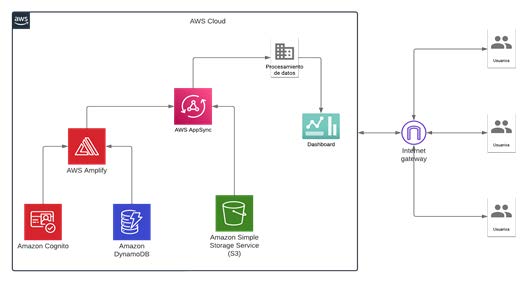 aws
AWS Cloud
Procesamiento
de datos
Usuarios
AWS AppSync
Dashboard
Internet
gateway
Usuarios
AWS Amplify
Amazon Cognito
Amazon
DynamoDB
Amazon Simple
Storage Service
(S3)
Usuarios